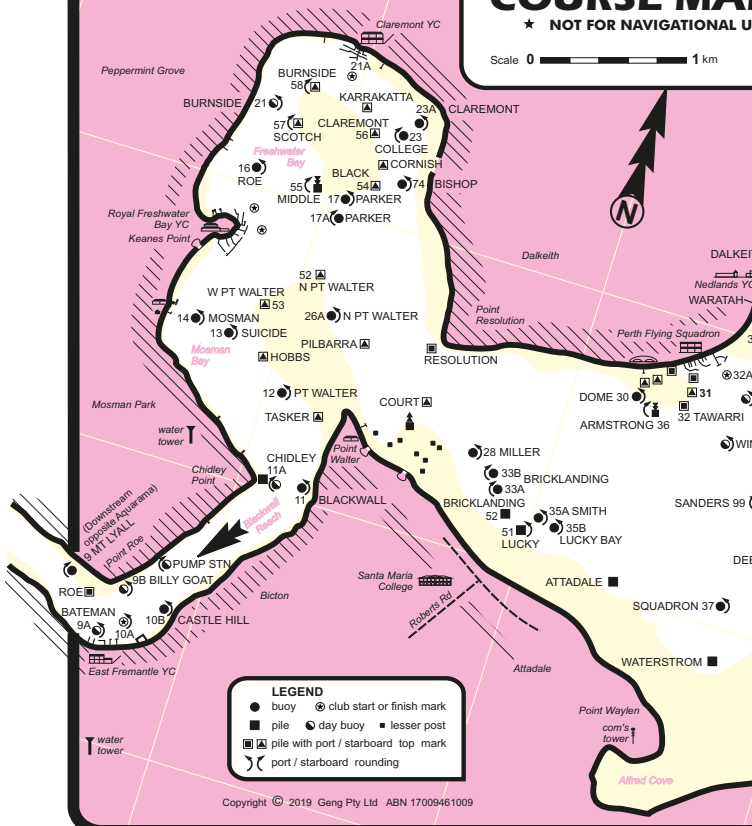 COURSE MA
★ NOT FOR NAVIGATIONAL U
Scale 0 1 km
Claremont YC
Peppermint Grove
21A
BURNSIDE
58
KARRAKATTA
BURNSIDE 21
23A CLAREMONT
57
SCOTCH
CLAREMONT
56
23
COLLEGE
Freshwater
Bay
CORNISH
16
ROE
BLACK
54
74 BISHOP
55
MIDDLE
17 PARKER
17A PARKER
Royal Freshwater
Bay YC
Keanes Point
N
Dalkeith
DALKEI
Nedlands YC
WARATAH
52
N PT WALTER
W PT WALTER
53
14 MOSMAN
26A N PT WALTER
13 SUICIDE
Point
Resolution
Perth Flying Squadron
Mosman
Bay
PILBARRA
HOBBS
RESOLUTION
32A
12 PT WALTER
COURT
DOME 30
31
32 TAWARRI
ARMSTRONG 36
Mosman Park
TASKER
water
tower
Point
Walter
WIN
28 MILLER
CHIDLEY
11A
Chidley
Point
33B
BRICKLANDING
33A
11
BLACKWALL
BRICKLANDING
52
SANDERS 99
35A SMITH
51
LUCKY
35B
LUCKY BAY
Blackwall
Reach
(Downstream
opposite Aquarama)
9 MT LYALL
Point Roe
PUMP STN
DEE
9B BILLY GOAT
ROE
Santa Maria
College
ATTADALE
Bicton
Roberts Rd
SQUADRON 37
BATEMAN
9A
10A
10B
CASTLE HILL
East Fremantle YC
WATERSTROM
Attadale
LEGEND
buoy club start or finish mark
pile day buoy lesser post
pile with port / starboard top mark
port / starboard rounding
Point Waylen
com's
tower
water
tower
Alfred Cove
Copyright © 2019 Geng Pty Ltd ABN 17009461009